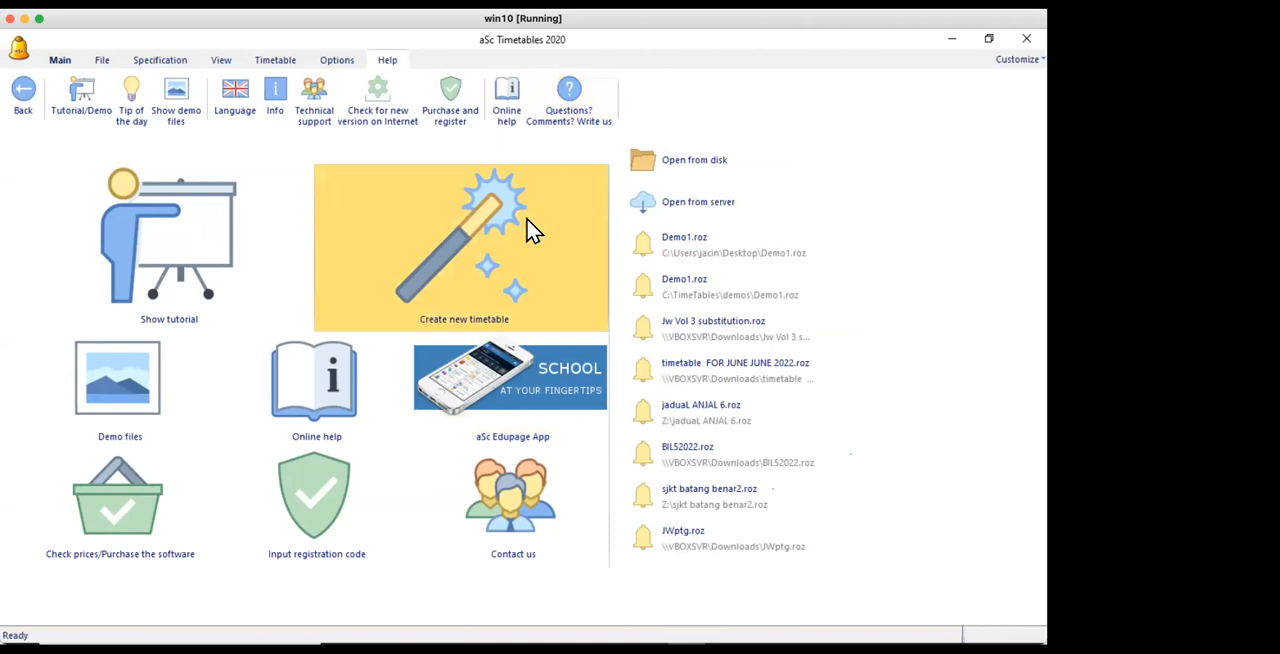 win10 [Running]
aSc Timetables 2020
Main File Specification View Timetable Options Help
Customize
Back
Tutorial/Demo
Tip of
the day
Show demo
files
Language
Info
Technical
support
Check for new
version on Internet
Purchase and
register
Online
help
Questions?
Comments? Write us
Show tutorial
Create new timetable
Demo files
Online help
SCHOOL
AT YOUR FINGERTIPS
aSc Edupage App
Check prices/Purchase the software
Input registration code
Contact us
Open from disk
Open from server
Demo1.roz
C:\Users\jacin\Desktop\Demo1.roz
Demo1.roz
C:\TimeTables\demos\Demo1.roz
Jw Vol 3 substitution.roz
\\VBOXSVR\Downloads\Jw Vol 3 s...
timetable  FOR JUNE JUNE 2022.roz
\\VBOXSVR\Downloads\timetable  ...
jaduaL ANJAL 6.roz
Z:\jaduaL ANJAL 6.roz
BIL52022.roz
\\VBOXSVR\Downloads\BIL52022.roz
sjkt batang benar2.roz
Z:\sjkt batang benar2.roz
JWptg.roz
\\VBOXSVR\Downloads\JWptg.roz
Ready